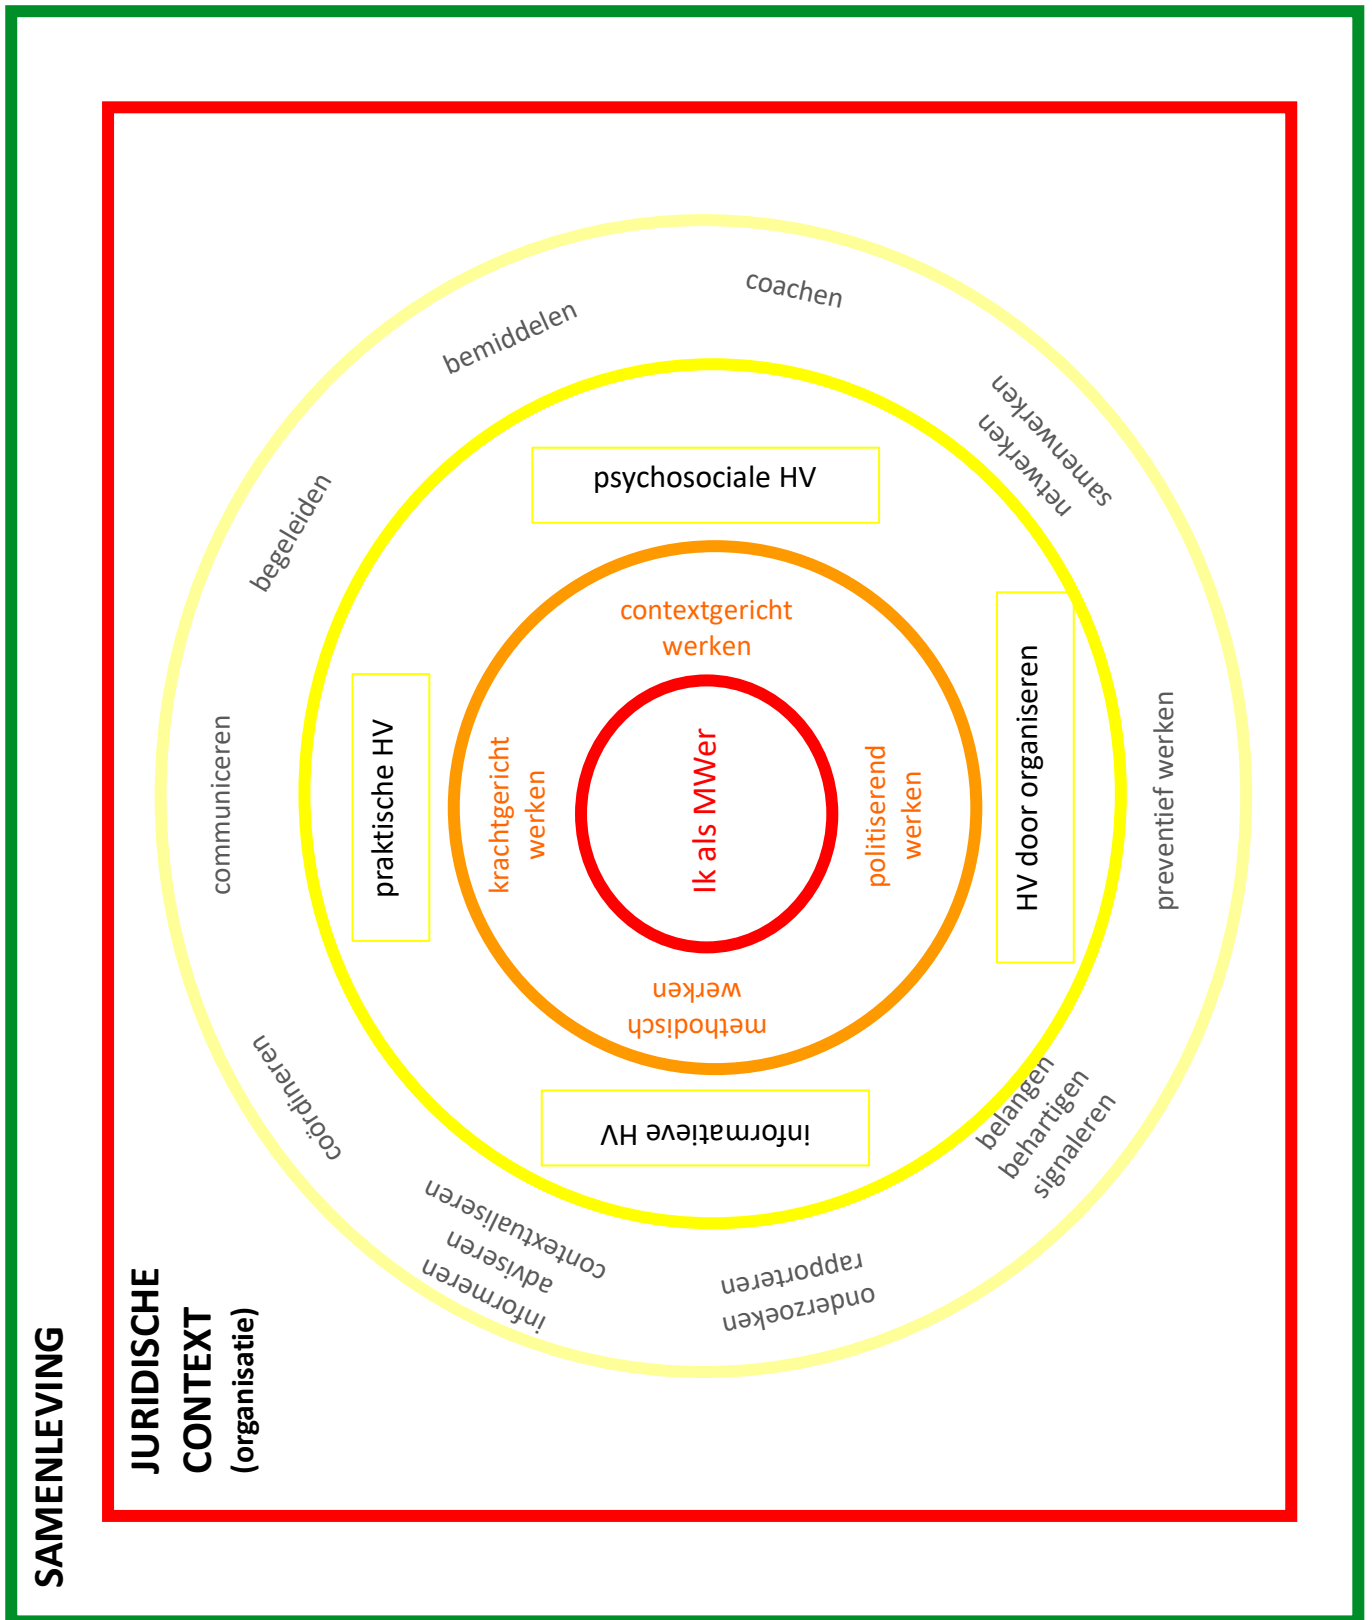 SAMENLEVING
JURIDISCHE
CONTEXT
(organisatie)
coachen
bemiddelen
begeleiden
communiceren
coördineren
informeren
adviseren
contextualiseren
onderzoeken
rapporteren
belangen
behartigen
signaleren
preventief werken
samenwerken
netwerken
psychosociale HV
praktische HV
informatieve HV
HV door organiseren
contextgericht
werken
krachtgericht
werken
methodisch
werken
politiserend
werken
Ik als MWer